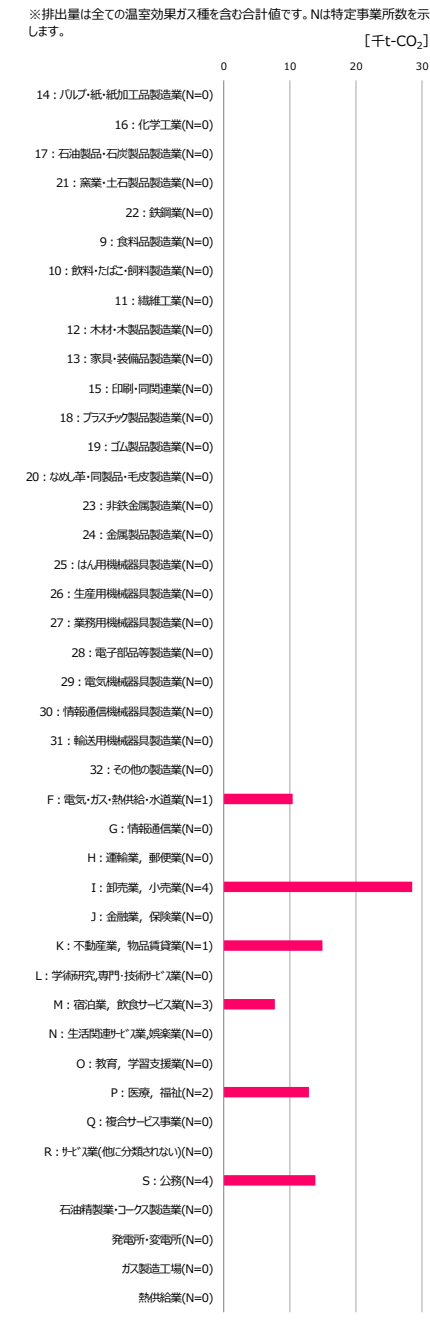 ※排出量は全ての温室効果ガス種を含む合計値です。Nは特定事業所数を示
します。
[千t-CO₂]
0 10 20 30
14：パルプ・紙・紙加工品製造業(N=0)
16：化学工業(N=0)
17：石油製品・石炭製品製造業(N=0)
21：窯業・土石製品製造業(N=0)
22：鉄鋼業(N=0)
9：食料品製造業(N=0)
10：飲料・たばこ・飼料製造業(N=0)
11：繊維工業(N=0)
12：木材・木製品製造業(N=0)
13：家具・装備品製造業(N=0)
15：印刷・同関連業(N=0)
18：プラスチック製品製造業(N=0)
19：ゴム製品製造業(N=0)
20：なめし革・同製品・毛皮製造業(N=0)
23：非鉄金属製造業(N=0)
24：金属製品製造業(N=0)
25：はん用機械器具製造業(N=0)
26：生産用機械器具製造業(N=0)
27：業務用機械器具製造業(N=0)
28：電子部品等製造業(N=0)
29：電気機械器具製造業(N=0)
30：情報通信機械器具製造業(N=0)
31：輸送用機械器具製造業(N=0)
32：その他の製造業(N=0)
F：電気・ガス・熱供給・水道業(N=1)
G：情報通信業(N=0)
H：運輸業，郵便業(N=0)
I：卸売業，小売業(N=4)
J：金融業，保険業(N=0)
K：不動産業，物品賃貸業(N=1)
L：学術研究,専門・技術ｻｰﾋﾞｽ業(N=0)
M：宿泊業，飲食サービス業(N=3)
N：生活関連ｻｰﾋﾞｽ業,娯楽業(N=0)
O：教育，学習支援業(N=0)
P：医療，福祉(N=2)
Q：複合サービス事業(N=0)
R：ｻｰﾋﾞｽ業(他に分類されない)(N=0)
S：公務(N=4)
石油精製業・コークス製造業(N=0)
発電所・変電所(N=0)
ガス製造工場(N=0)
熱供給業(N=0)